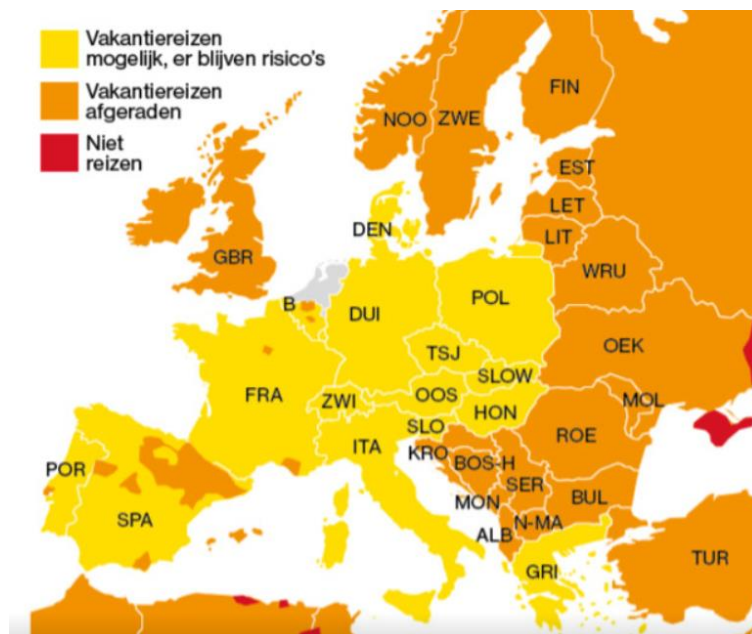 Vakantiereizen
mogelijk, er blijven risico's
Vakantiereizen
afgeraden
Niet
reizen
FIN
NOO
ZWE
EST
LET
DEN
LIT
GBR
WRU
B
DUI
POL
OEK
TSJ
SLOW
FRA
ZWI
OOS
MOL
HON
SLO
ITA
ROE
KRO
BOS-H
POR
SER
MON
BUL
SPA
N-MA
ALB
TUR
GRI